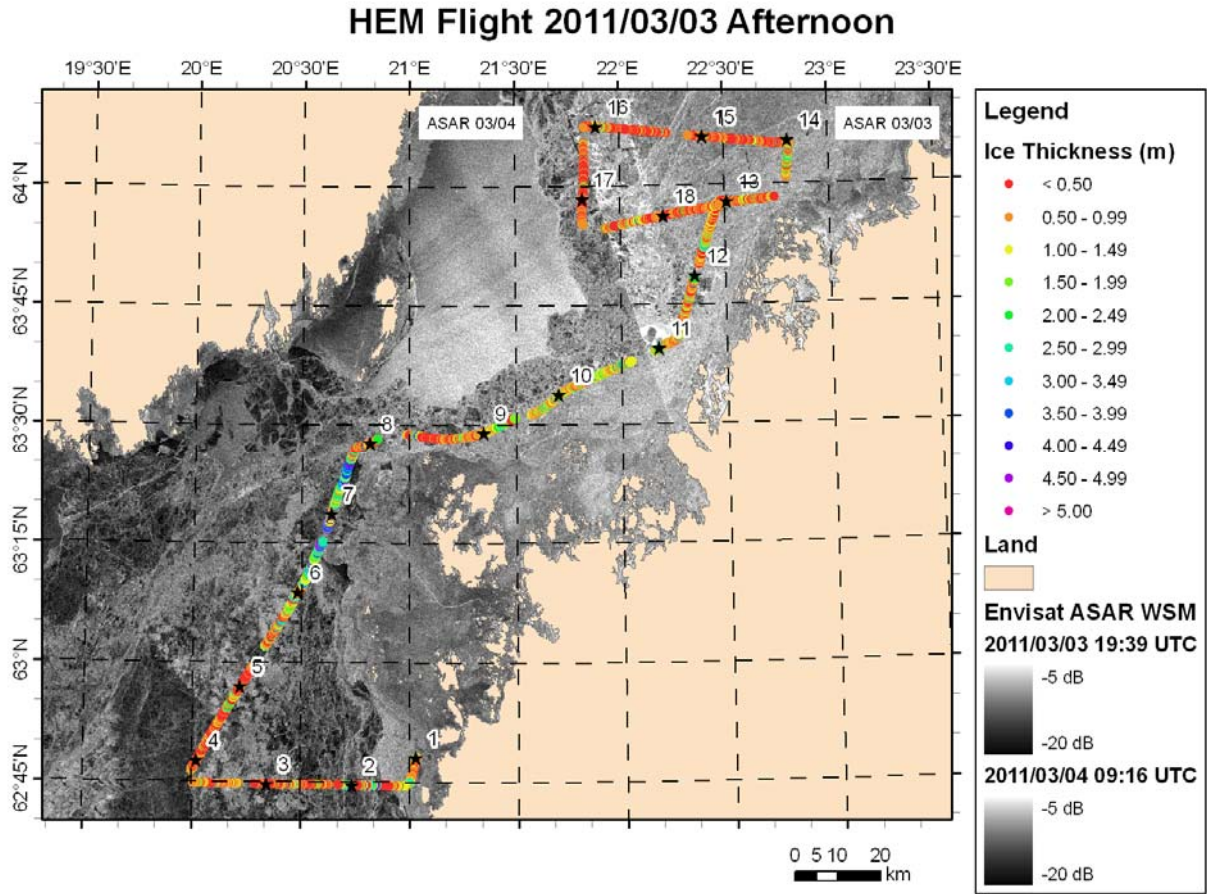 HEM Flight 2011/03/03 Afternoon
19°30'E 20°E 20°30'E 21°E 21°30'E 22°E 22°30'E 23°E 23°30'E
ASAR 03/04
ASAR 03/03
16
15
14
64°N
17
18
13
12
63°45'N
11
10
63°30'N
9
8
7
63°15'N
6
63°N
5
4
3
2
1
62°45'N
0 5 10 20
km
Legend
Ice Thickness (m)
< 0.50
0.50 - 0.99
1.00 - 1.49
1.50 - 1.99
2.00 - 2.49
2.50 - 2.99
3.00 - 3.49
3.50 - 3.99
4.00 - 4.49
4.50 - 4.99
> 5.00
Land
Envisat ASAR WSM
2011/03/03 19:39 UTC
-5 dB
-20 dB
2011/03/04 09:16 UTC
-5 dB
-20 dB